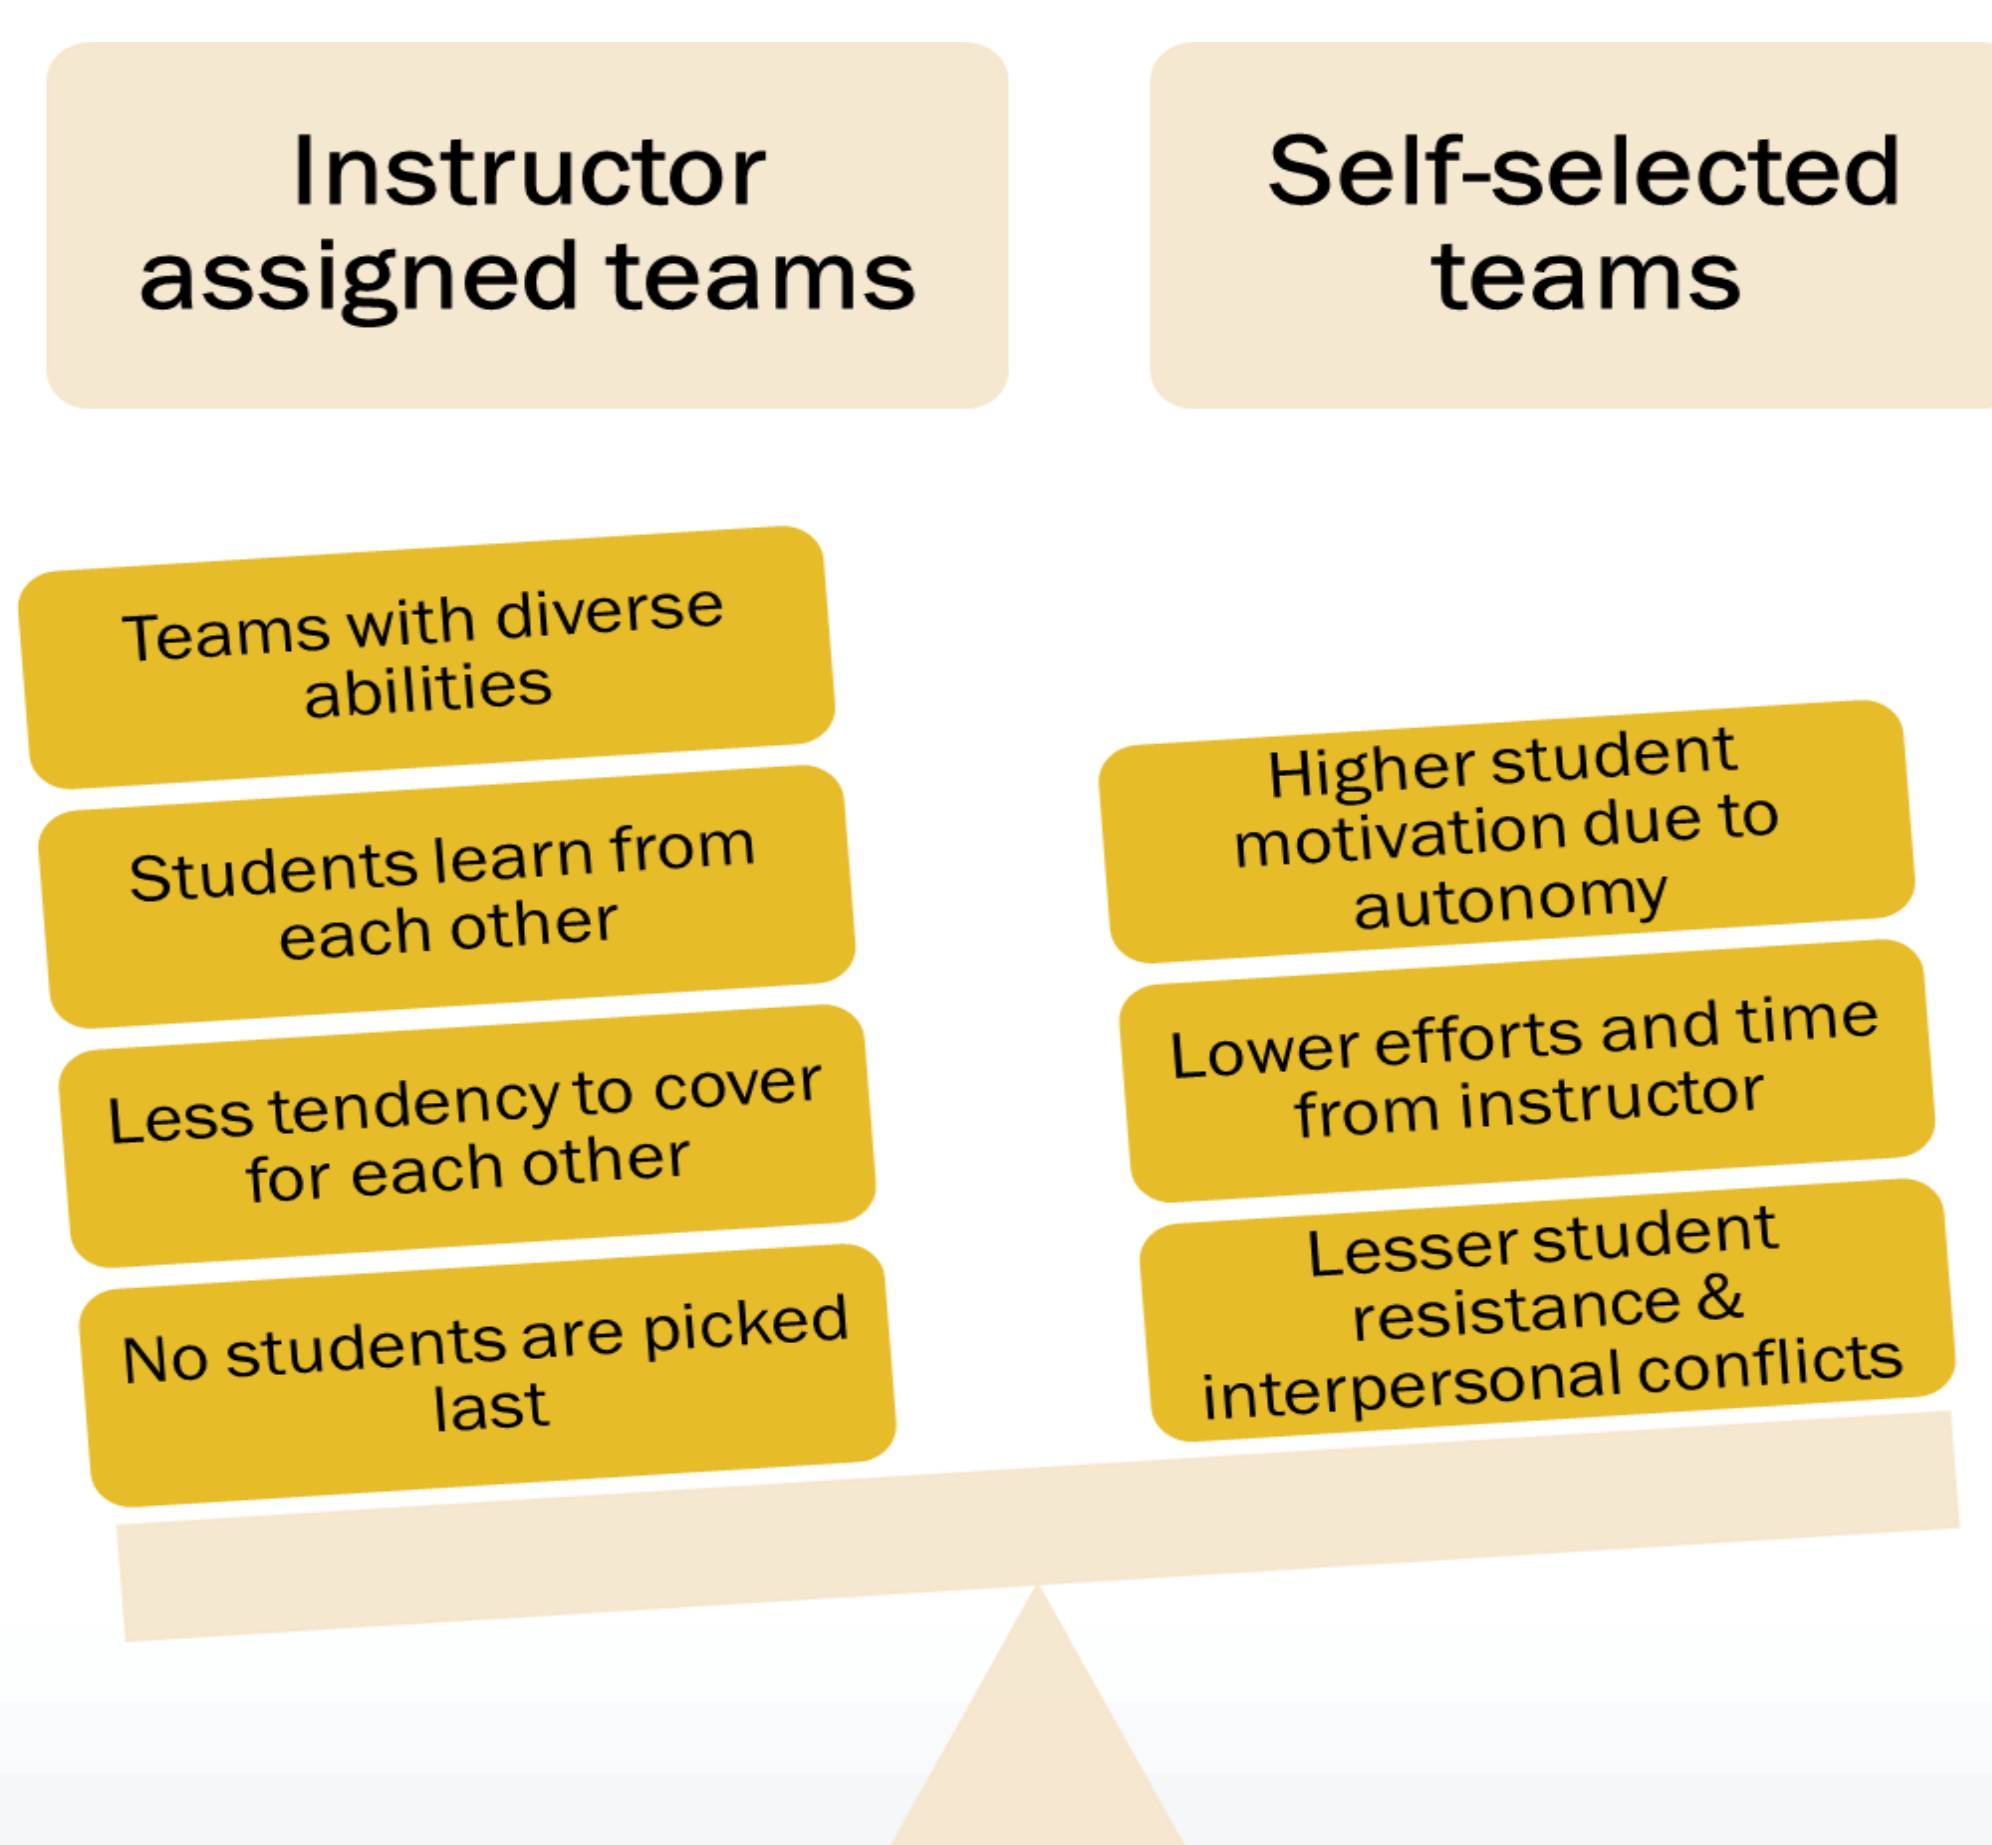 Instructor
assigned teams
Self-selected
teams
Teams with diverse
abilities
Students learn from
each other
Less tendency to cover
for each other
No students are picked
last
Higher student
motivation due to
autonomy
Lower efforts and time
from instructor
Lesser student
resistance &
interpersonal conflicts